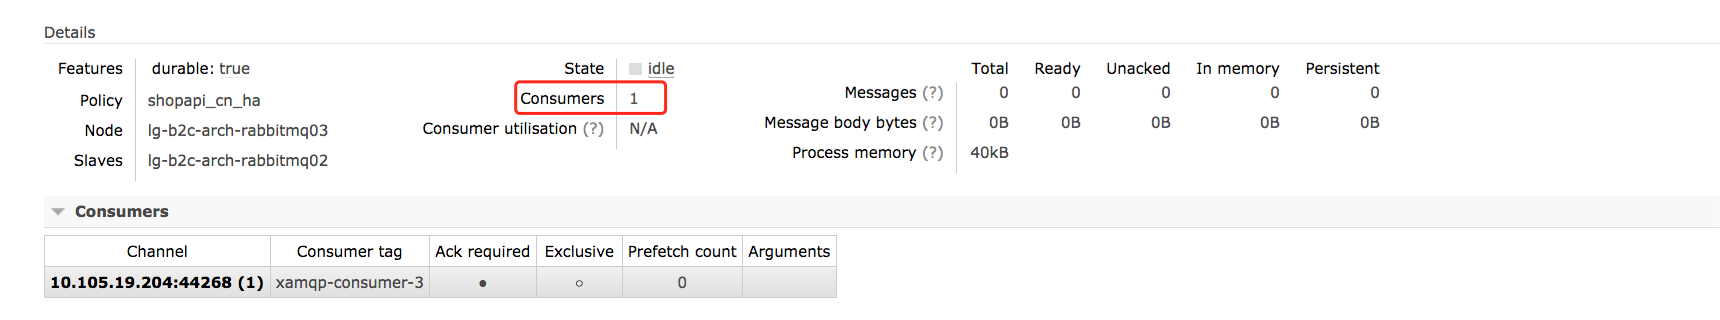 Details
Features durable: true
Policy shopapi_cn_ha
Node lg-b2c-arch-rabbitmq03
Slaves lg-b2c-arch-rabbitmq02
State idle
Consumers 1
Consumer utilisation (?) N/A
Total Ready Unacked In memory Persistent
Messages (?) 0 0 0 0 0
Message body bytes (?) 0B 0B 0B 0B 0B
Process memory (?) 40kB
Consumers
Channel Consumer tag Ack required Exclusive Prefetch count Arguments
10.105.19.204:44268 (1) xamqp-consumer-3 ● ○ 0